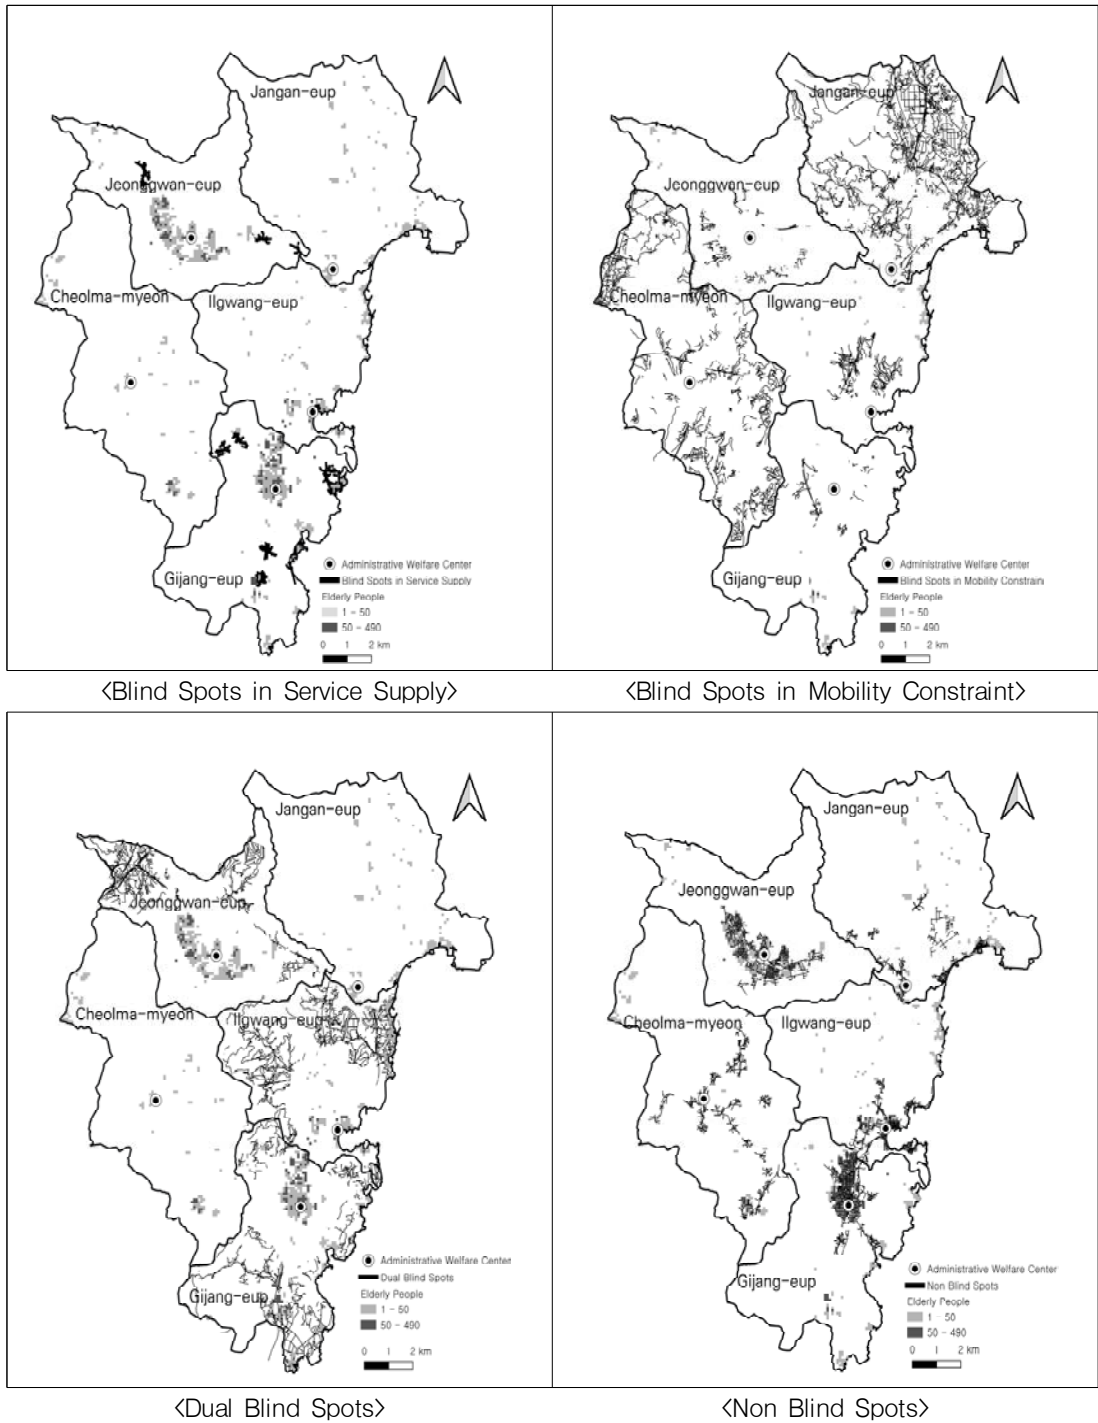 Jangan-eup
Jeonggwan-eup
Cheolma-myeon
Ilgwang-eup
Gijang-eup
Administrative Welfare Center
Blind Spots in Service Supply
Elderly People
1 - 50
50 - 490
0 1 2 km
<Blind Spots in Service Supply>
Jangan-eup
Jeonggwan-eup
Cheolma-myeon
Ilgwang-eup
Gijang-eup
Administrative Welfare Center
Blind Spots in Mobility Constraint
Elderly People
1 - 50
50 - 490
0 1 2 km
<Blind Spots in Mobility Constraint>
Jangan-eup
Jeonggwan-eup
Cheolma-myeon
Ilgwang-eup
Gijang-eup
Administrative Welfare Center
Dual Blind Spots
Elderly People
1 - 50
50 - 490
0 1 2 km
<Dual Blind Spots>
Jangan-eup
Jeonggwan-eup
Cheolma-myeon
Ilgwang-eup
Gijang-eup
Administrative Welfare Center
Non Blind Spots
Elderly People
1 - 50
50 - 490
0 1 2 km
<Non Blind Spots>